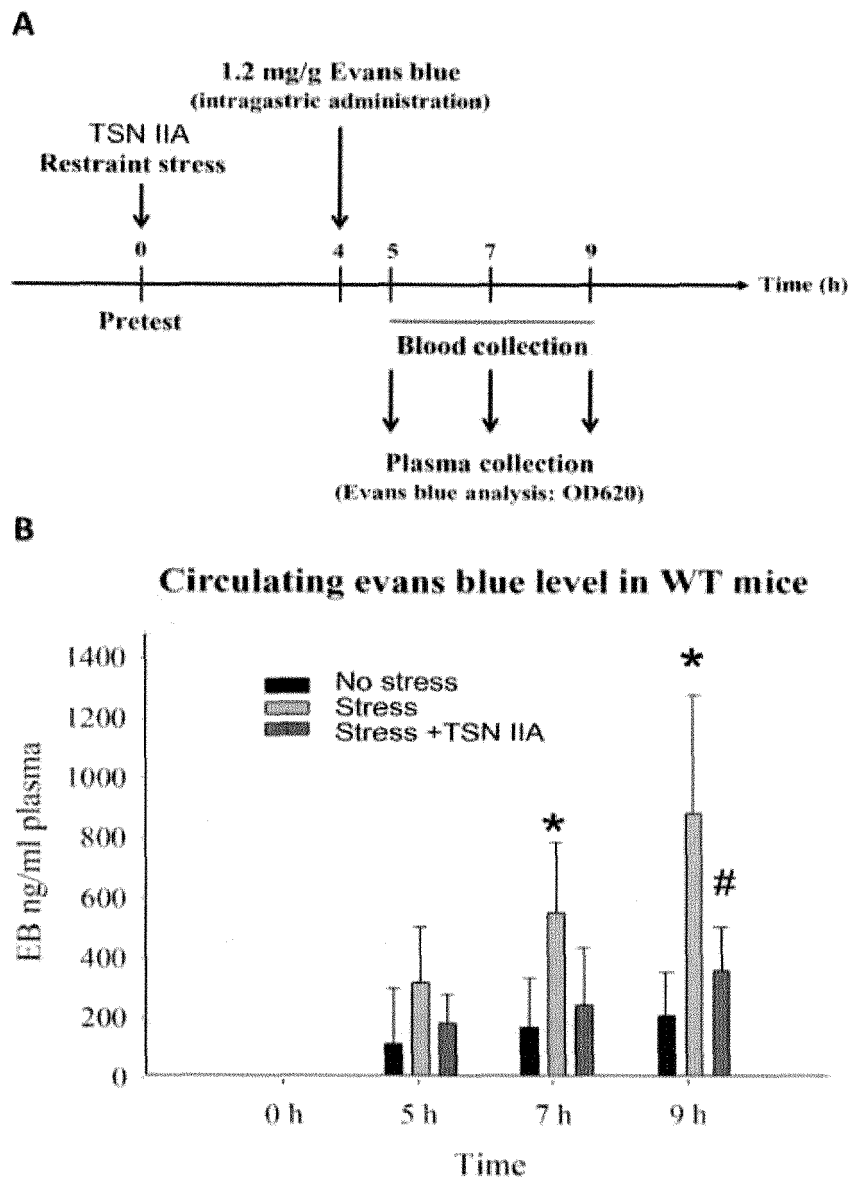 A
1.2 mg/g Evans blue
(intragastric administration)
TSN IIA
Restraint stress
0 4 5 7 9
Time (h)
Pretest
Blood collection
Plasma collection
(Evans blue analysis: OD620)
B
Circulating evans blue level in WT mice
1400
1200
1000
800
600
400
200
0
EB ng/ml plasma
No stress
Stress
Stress +TSN IIA
*
*
#
0 h 5 h 7 h 9 h
Time